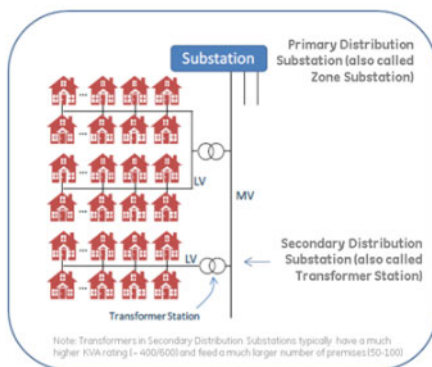 Substation
Primary Distribution
Substation (also called
Zone Substation)
LV
MV
Secondary Distribution
Substation (also called
Transformer Station)
LV
Transformer Station
Note: Transformers in Secondary Distribution Substations typically have a much
higher KVA rating (~ 400/600) and feed a much larger number of premises (50-100)